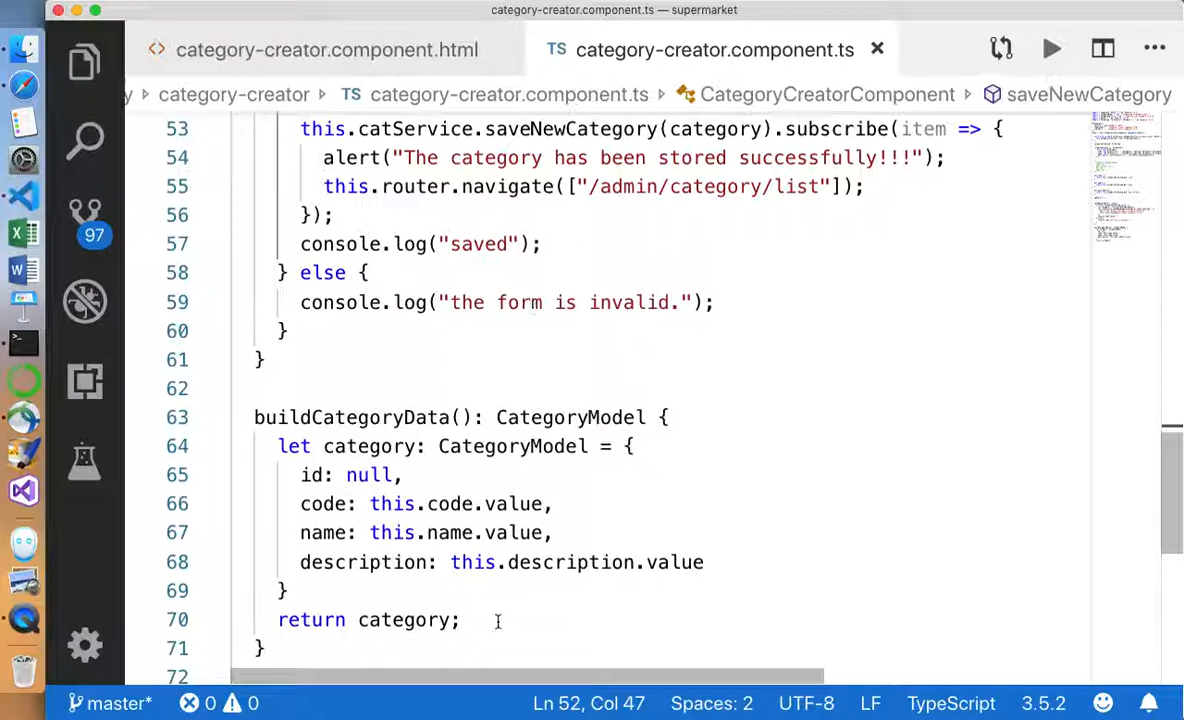 category-creator.component.ts — supermarket
<> category-creator.component.html TS category-creator.component.ts ×
y › category-creator › TS category-creator.component.ts › CategoryCreatorComponent › saveNewCategory
53 this.catService.saveNewCategory(category).subscribe(item => {
54 alert("The category has been stored successfully!!!");
55 this.router.navigate(["/admin/category/list"]);
56 });
57 console.log("saved");
58 } else {
59 console.log("the form is invalid.");
60 }
61 }
62
63 buildCategoryData(): CategoryModel {
64 let category: CategoryModel = {
65 id: null,
66 code: this.code.value,
67 name: this.name.value,
68 description: this.description.value
69 }
70 return category;
71 }
72
97
master* 0 0 Ln 52, Col 47 Spaces: 2 UTF-8 LF TypeScript 3.5.2